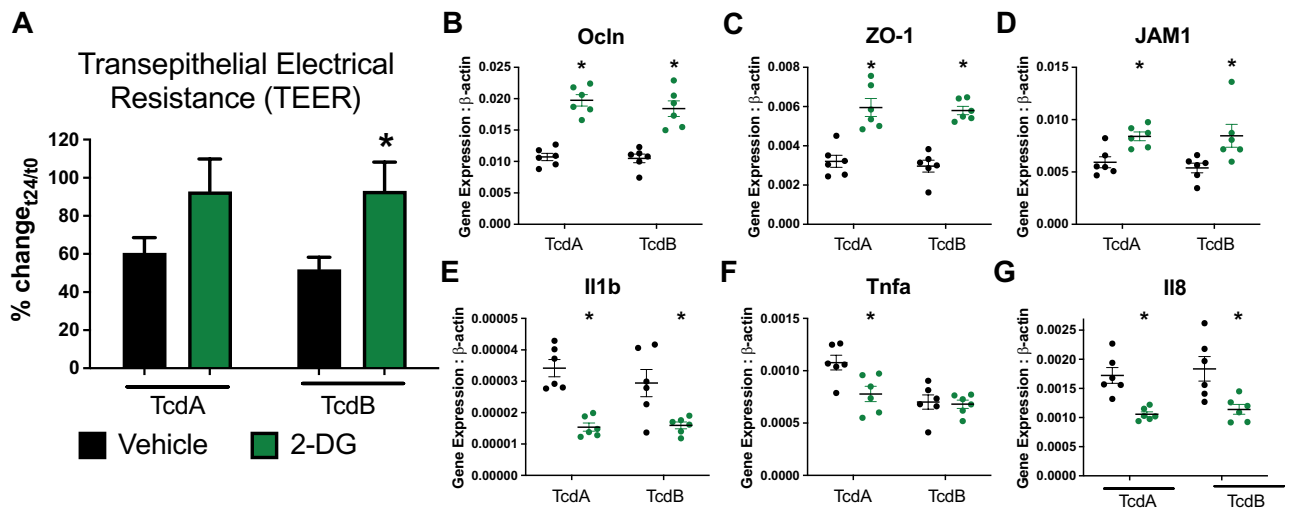 A
Transepithelial Electrical
Resistance (TEER)
% change t24/t0
120
100
80
60
40
20
0
*
TcdA
TcdB
Vehicle
2-DG
B
Ocln
Gene Expression : β-actin
0.025
0.020
0.015
0.010
0.005
0.000
*
*
TcdA
TcdB
C
ZO-1
Gene Expression : β-actin
0.008
0.006
0.004
0.002
0.000
*
*
TcdA
TcdB
D
JAM1
Gene Expression : β-actin
0.015
0.010
0.005
0.000
*
*
TcdA
TcdB
E
Il1b
Gene Expression : β-actin
0.00005
0.00004
0.00003
0.00002
0.00001
0.00000
*
*
TcdA
TcdB
F
Tnfa
Gene Expression : β-actin
0.0015
0.0010
0.0005
0.0000
*
TcdA
TcdB
G
Il8
Gene Expression : β-actin
0.0025
0.0020
0.0015
0.0010
0.0005
0.0000
*
*
TcdA
TcdB